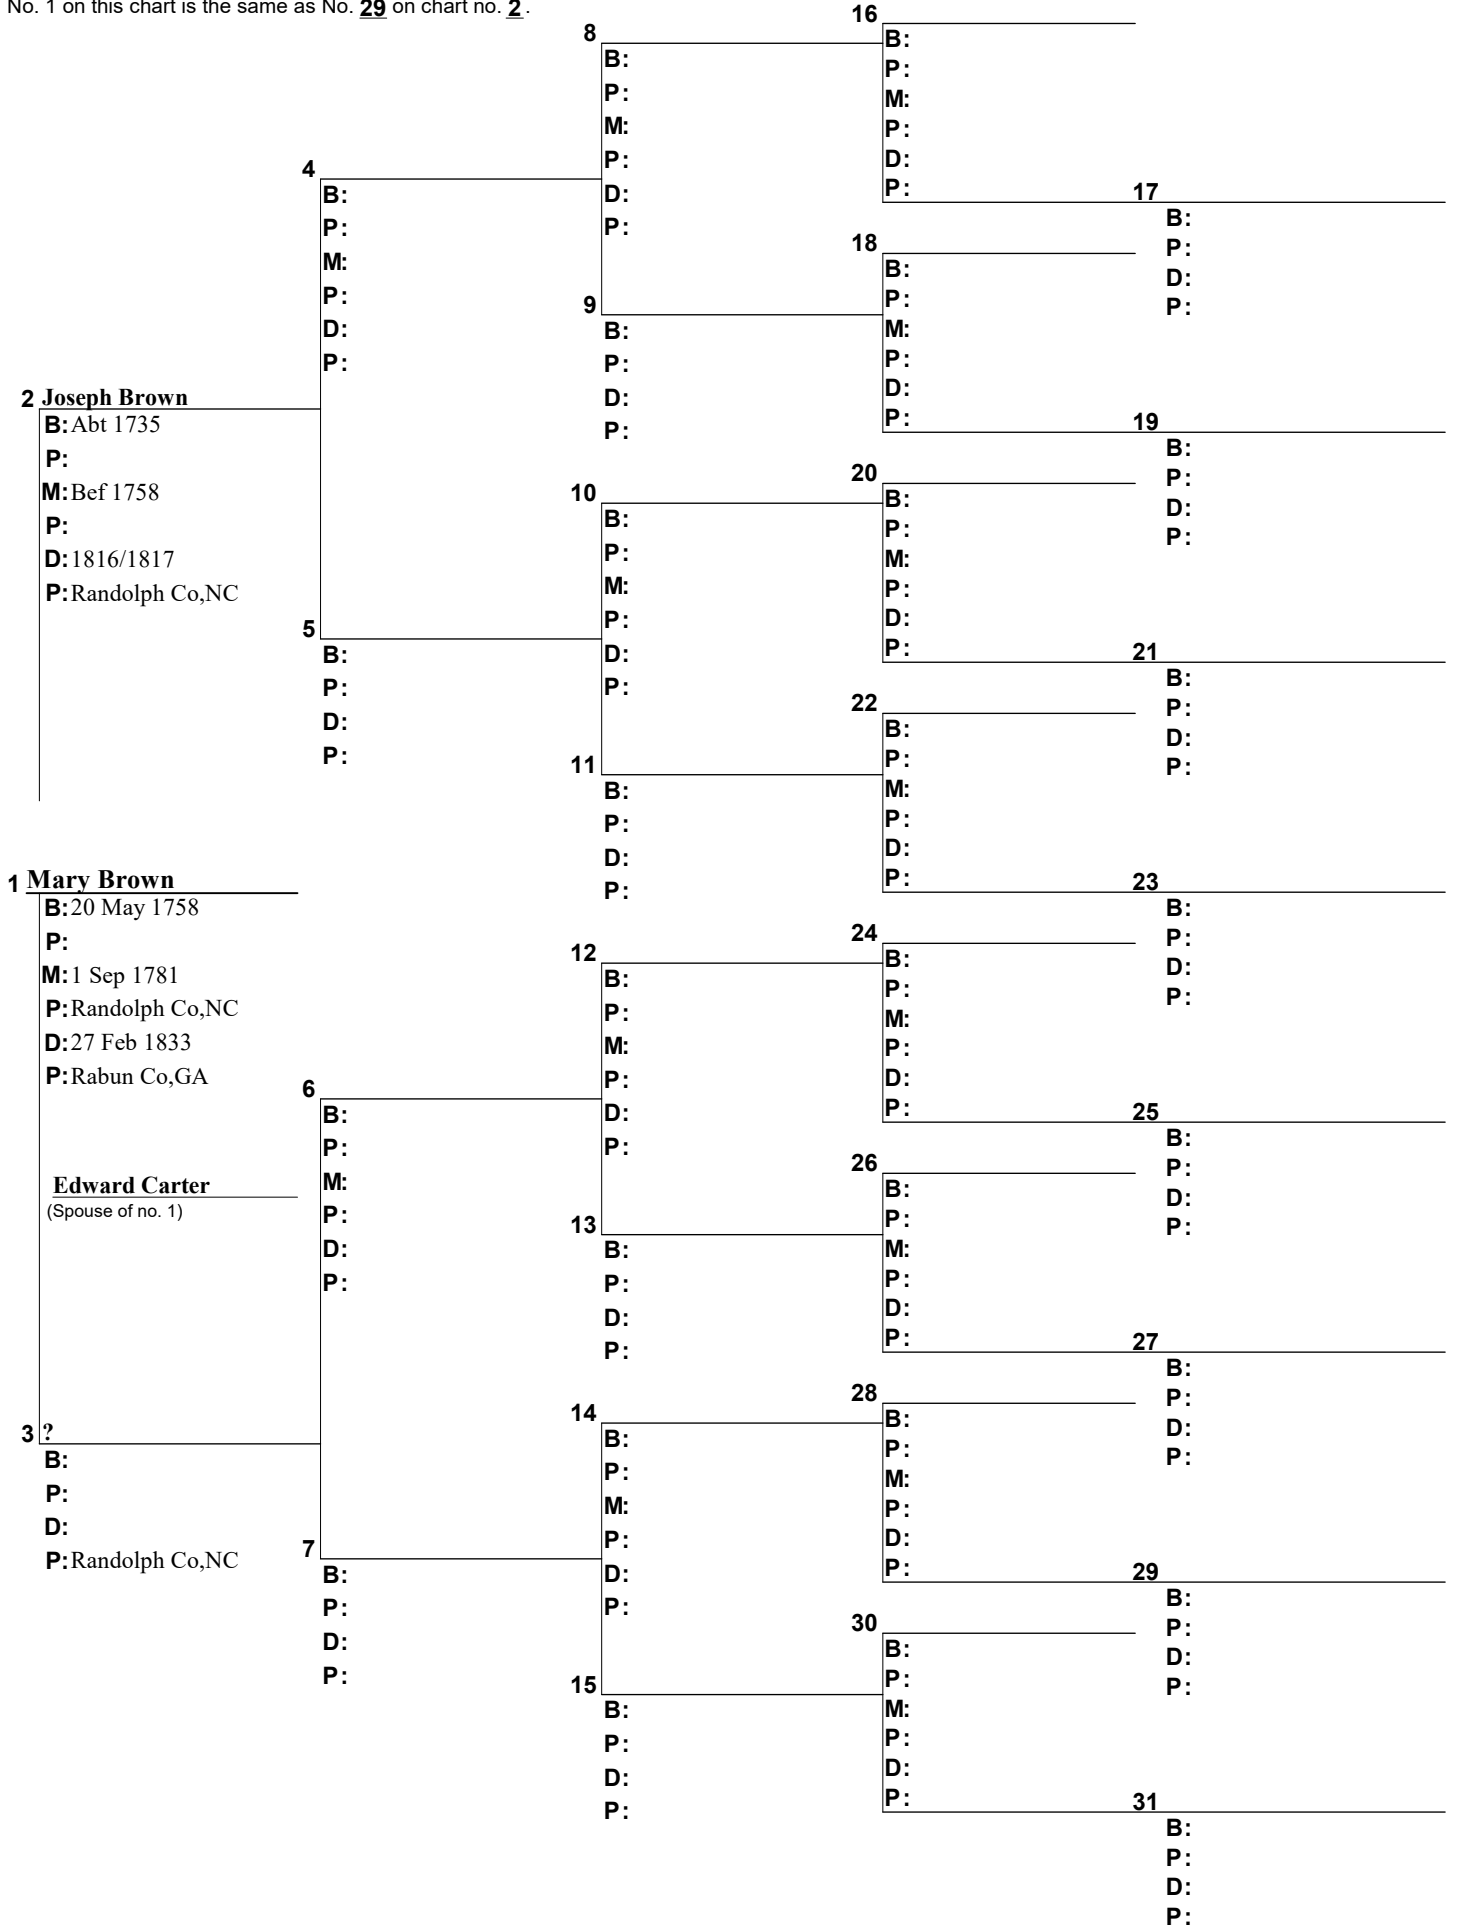 No. 1 on this chart is the same as No. 29 on chart no. 2.
2 Joseph Brown
B: Abt 1735
P:
M: Bef 1758
P:
D: 1816/1817
P: Randolph Co,NC
1 Mary Brown
B: 20 May 1758
P:
M: 1 Sep 1781
P: Randolph Co,NC
D: 27 Feb 1833
P: Rabun Co,GA
Edward Carter
(Spouse of no. 1)
3 ?
B:
P:
D:
P: Randolph Co,NC
4
B:
P:
M:
P:
D:
P:
5
B:
P:
D:
P:
6
B:
P:
M:
P:
D:
P:
7
B:
P:
D:
P:
8
B:
P:
M:
P:
D:
P:
9
B:
P:
D:
P:
10
B:
P:
M:
P:
D:
P:
11
B:
P:
D:
P:
12
B:
P:
M:
P:
D:
P:
13
B:
P:
D:
P:
14
B:
P:
M:
P:
D:
P:
15
B:
P:
D:
P:
16
B:
P:
M:
P:
D:
P:
17
B:
P:
D:
P:
18
B:
P:
M:
P:
D:
P:
19
B:
P:
D:
P:
20
B:
P:
M:
P:
D:
P:
21
B:
P:
D:
P:
22
B:
P:
M:
P:
D:
P:
23
B:
P:
D:
P:
24
B:
P:
M:
P:
D:
P:
25
B:
P:
D:
P:
26
B:
P:
M:
P:
D:
P:
27
B:
P:
D:
P:
28
B:
P:
M:
P:
D:
P:
29
B:
P:
D:
P:
30
B:
P:
M:
P:
D:
P:
31
B:
P:
D:
P: